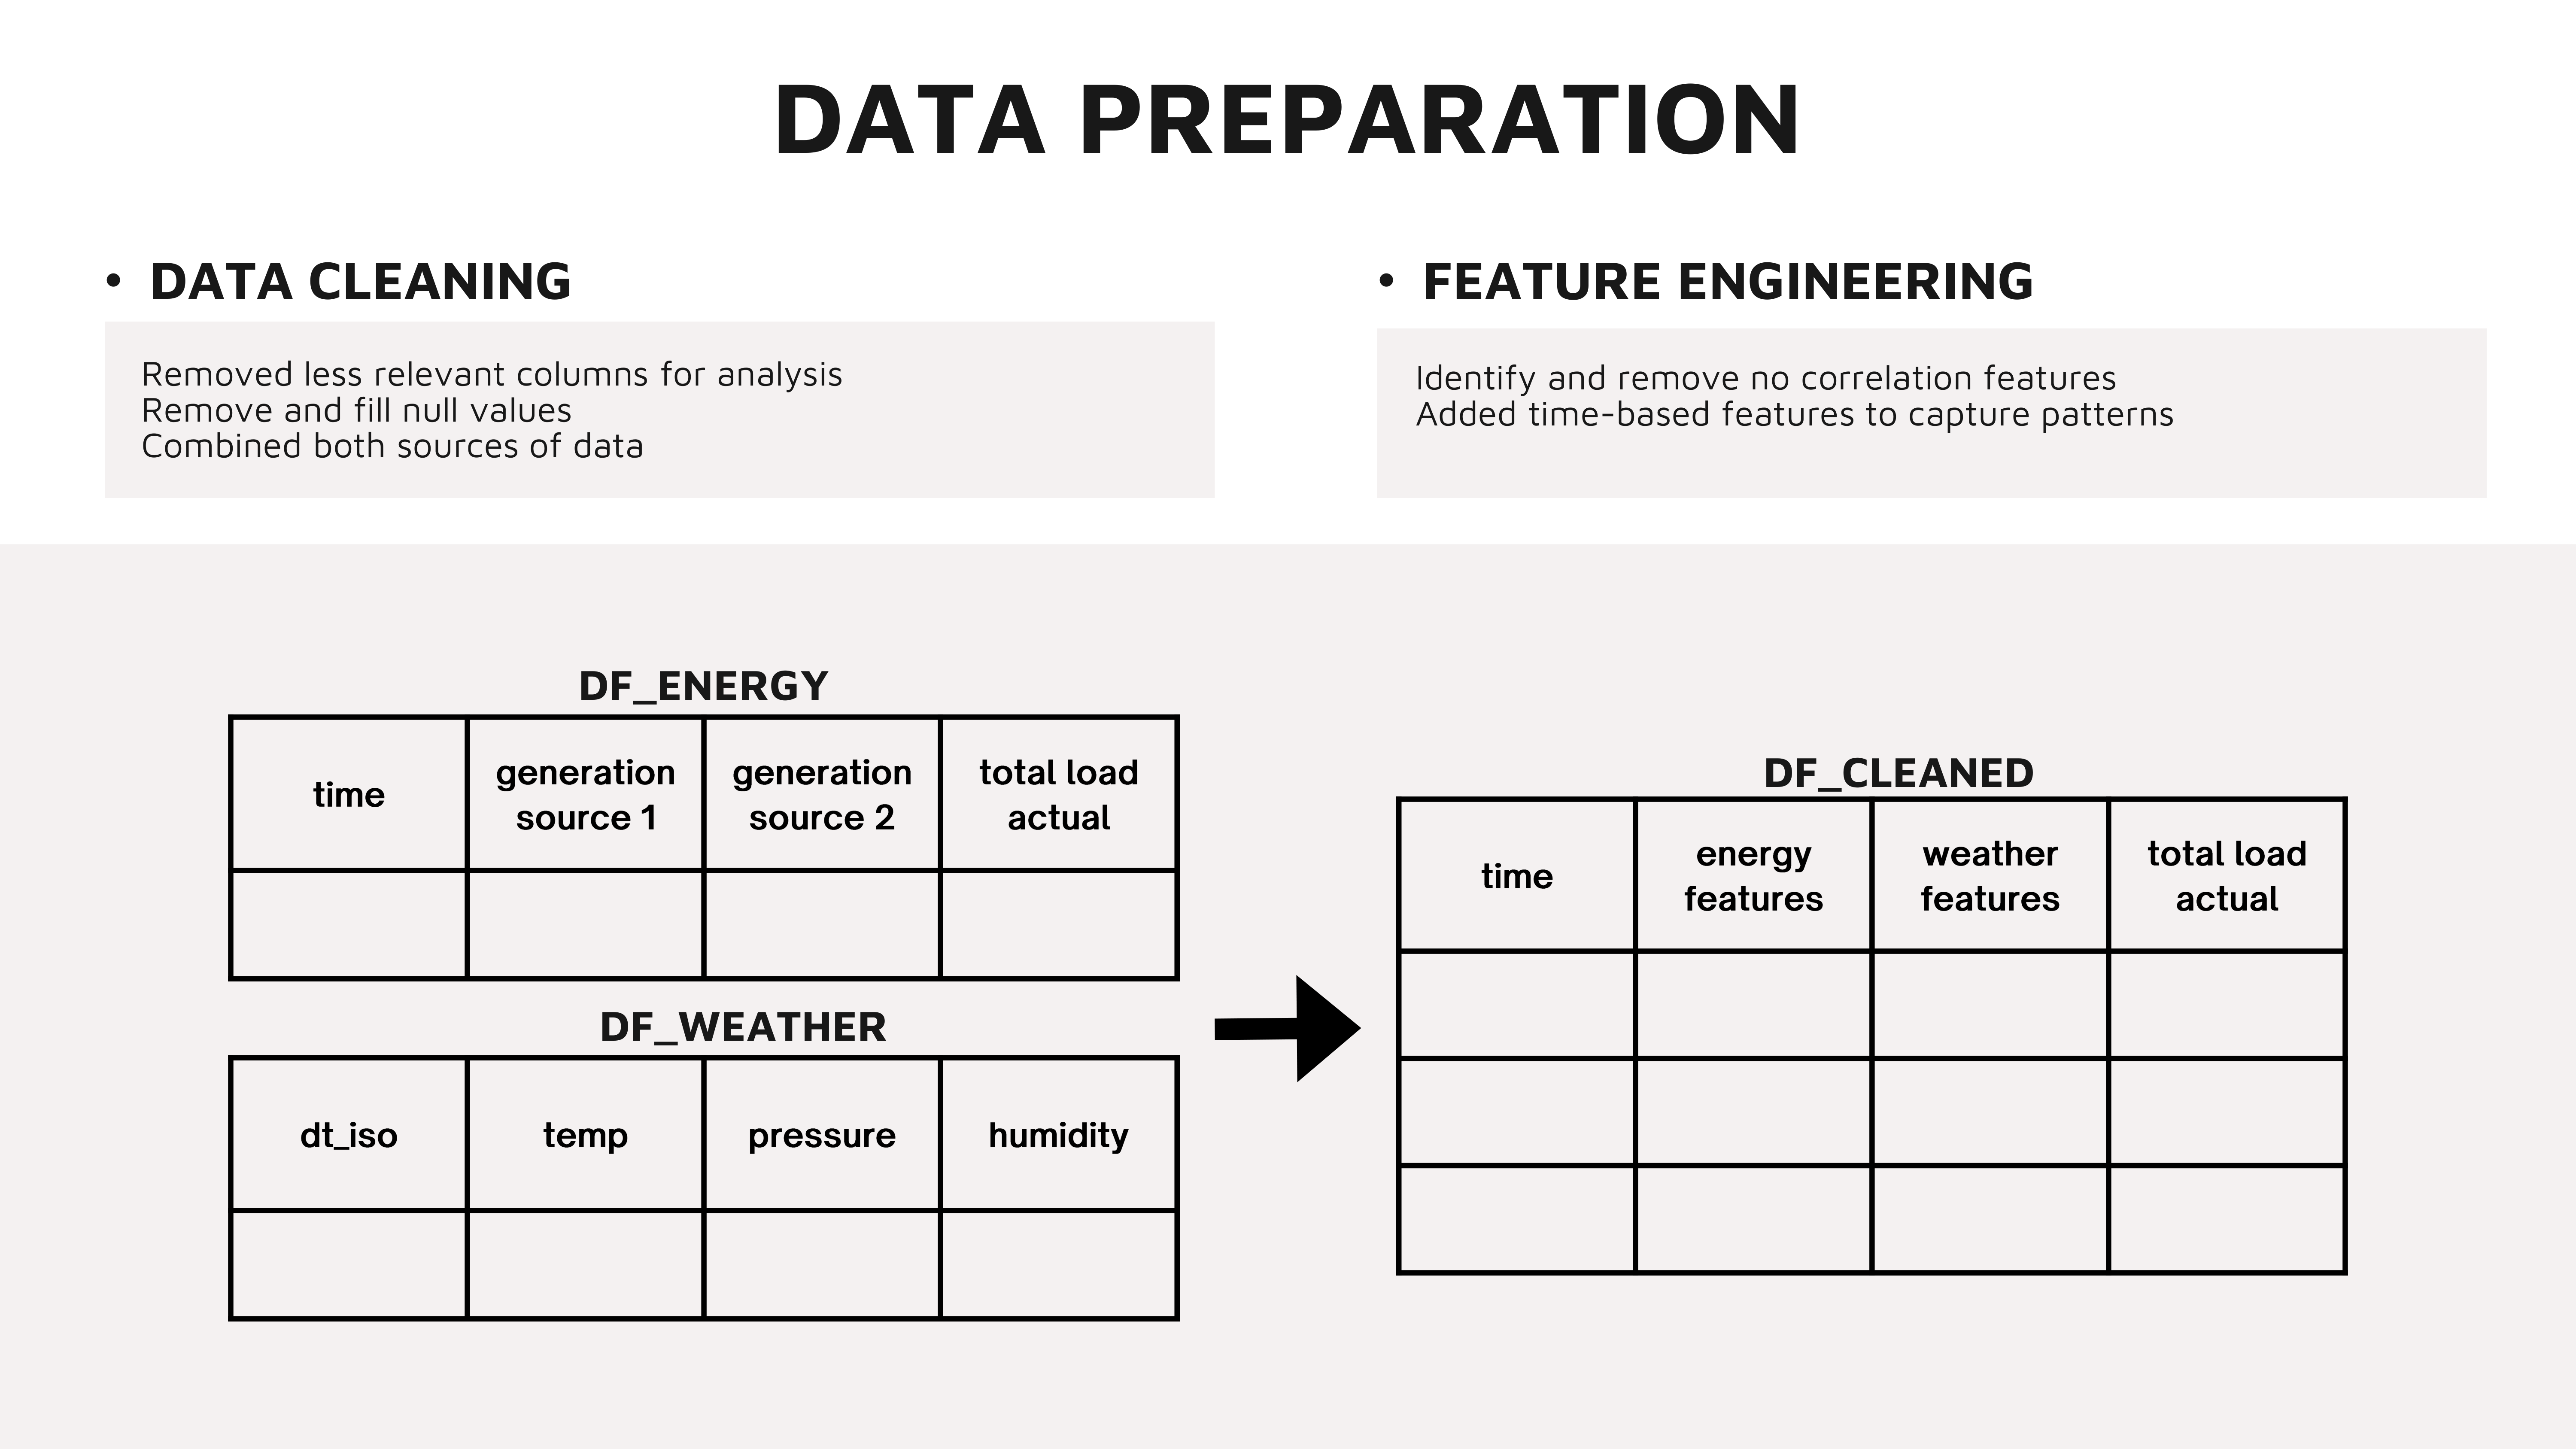 DATA PREPARATION
• DATA CLEANING
Removed less relevant columns for analysis
Remove and fill null values
Combined both sources of data
• FEATURE ENGINEERING
Identify and remove no correlation features
Added time-based features to capture patterns
DF_ENERGY
time
generation
source 1
generation
source 2
total load
actual
DF_WEATHER
dt_iso
temp
pressure
humidity
DF_CLEANED
time
energy
features
weather
features
total load
actual